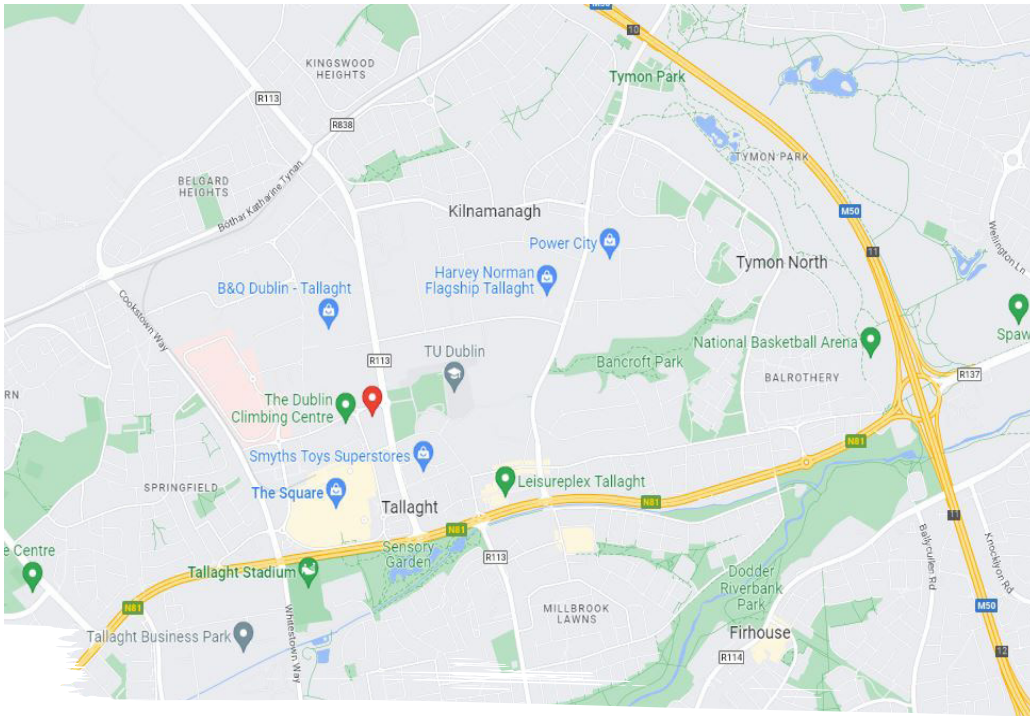 M50
10
KINGSWOOD
HEIGHTS
Tymon Park
R113
R838
TYMON PARK
BELGARD
HEIGHTS
Bóthar Katharine Tynan
Kilnamanagh
M50
Wellington Ln
Power City
11
Tymon North
Harvey Norman
Flagship Tallaght
B&Q Dublin - Tallaght
Cookstown Way
National Basketball Arena
Spaw
TU Dublin
R113
Bancroft Park
BALROTHERY
R137
ERN
The Dublin
Climbing Centre
N81
Smyths Toys Superstores
SPRINGFIELD
The Square
Leisureplex Tallaght
Tallaght
N81
11
N81
e Centre
Sensory
Garden
R113
Ballycullen Rd
Knocklyon Rd
Tallaght Stadium
Dodder
Riverbank
Park
N81
Whitestown Way
MILLBROOK
LAWNS
M50
Tallaght Business Park
Firhouse
R114
12